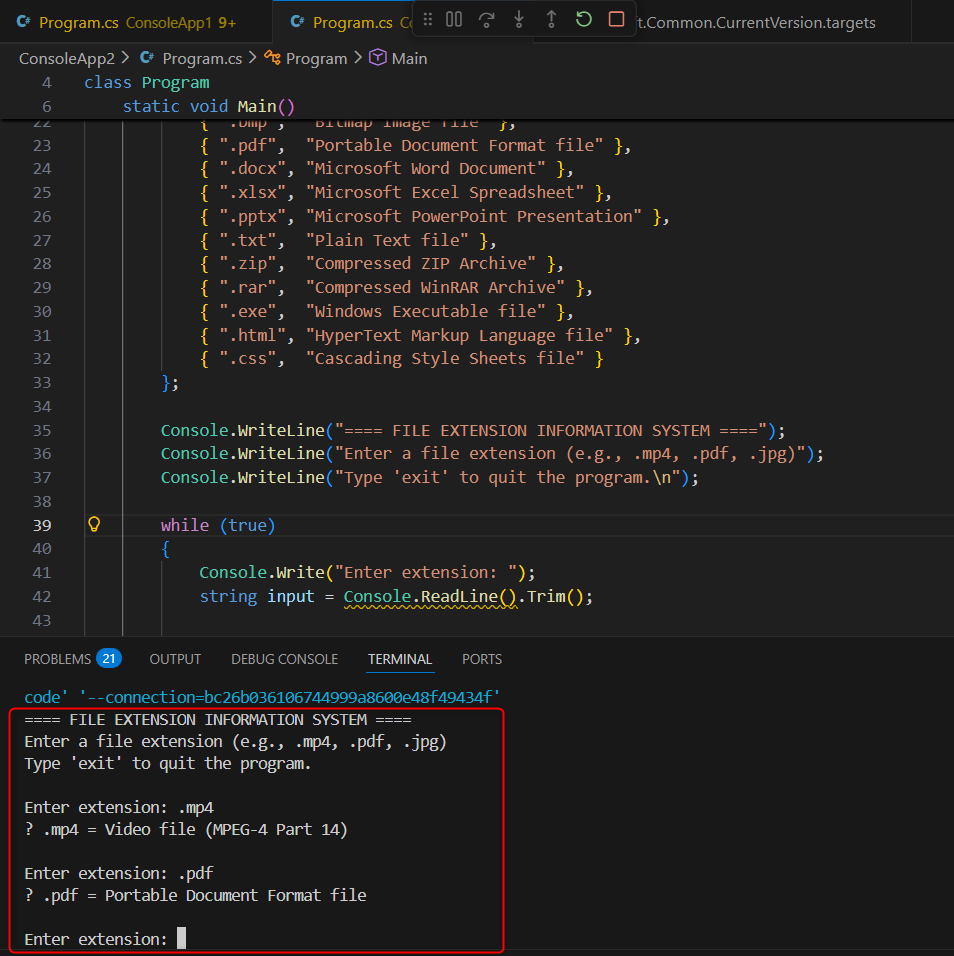 Program.cs ConsoleApp1 9+
Program.cs
t.Common.CurrentVersion.targets
ConsoleApp2 > Program.cs > Program > Main
4 class Program
6 static void Main()
22 { ".bmp", "Bitmap Image file" },
23 { ".pdf", "Portable Document Format file" },
24 { ".docx", "Microsoft Word Document" },
25 { ".xlsx", "Microsoft Excel Spreadsheet" },
26 { ".pptx", "Microsoft PowerPoint Presentation" },
27 { ".txt", "Plain Text file" },
28 { ".zip", "Compressed ZIP Archive" },
29 { ".rar", "Compressed WinRAR Archive" },
30 { ".exe", "Windows Executable file" },
31 { ".html", "HyperText Markup Language file" },
32 { ".css", "Cascading Style Sheets file" }
33 };
34
35 Console.WriteLine("==== FILE EXTENSION INFORMATION SYSTEM ====");
36 Console.WriteLine("Enter a file extension (e.g., .mp4, .pdf, .jpg)");
37 Console.WriteLine("Type 'exit' to quit the program.\n");
38
39 while (true)
40 {
41 Console.Write("Enter extension: ");
42 string input = Console.ReadLine().Trim();
43
PROBLEMS 21 OUTPUT DEBUG CONSOLE TERMINAL PORTS
code' '--connection=bc26b036106744999a8600e48f49434f'
==== FILE EXTENSION INFORMATION SYSTEM ====
Enter a file extension (e.g., .mp4, .pdf, .jpg)
Type 'exit' to quit the program.
Enter extension: .mp4
? .mp4 = Video file (MPEG-4 Part 14)
Enter extension: .pdf
? .pdf = Portable Document Format file
Enter extension: